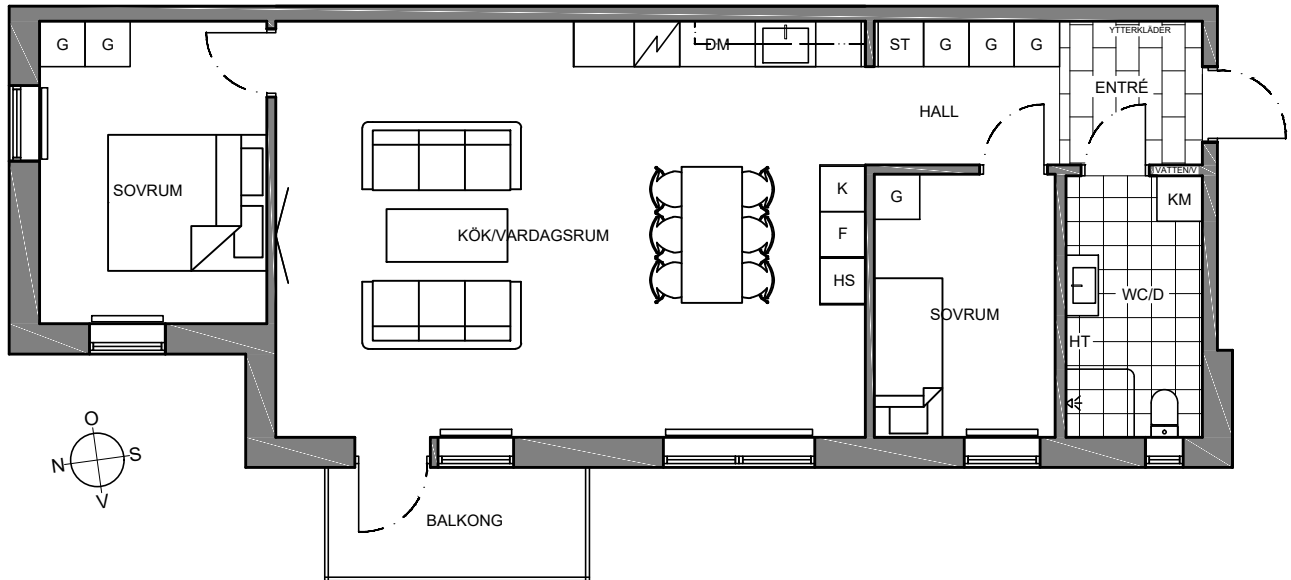 YTTERKLÄDER
G G
DM
ST G G G
ENTRÉ
HALL
VATTEN/V
SOVRUM
K
G
KM
KÖK/VARDAGSRUM
F
HS
WC/D
SOVRUM
HT
O
N S
V
BALKONG